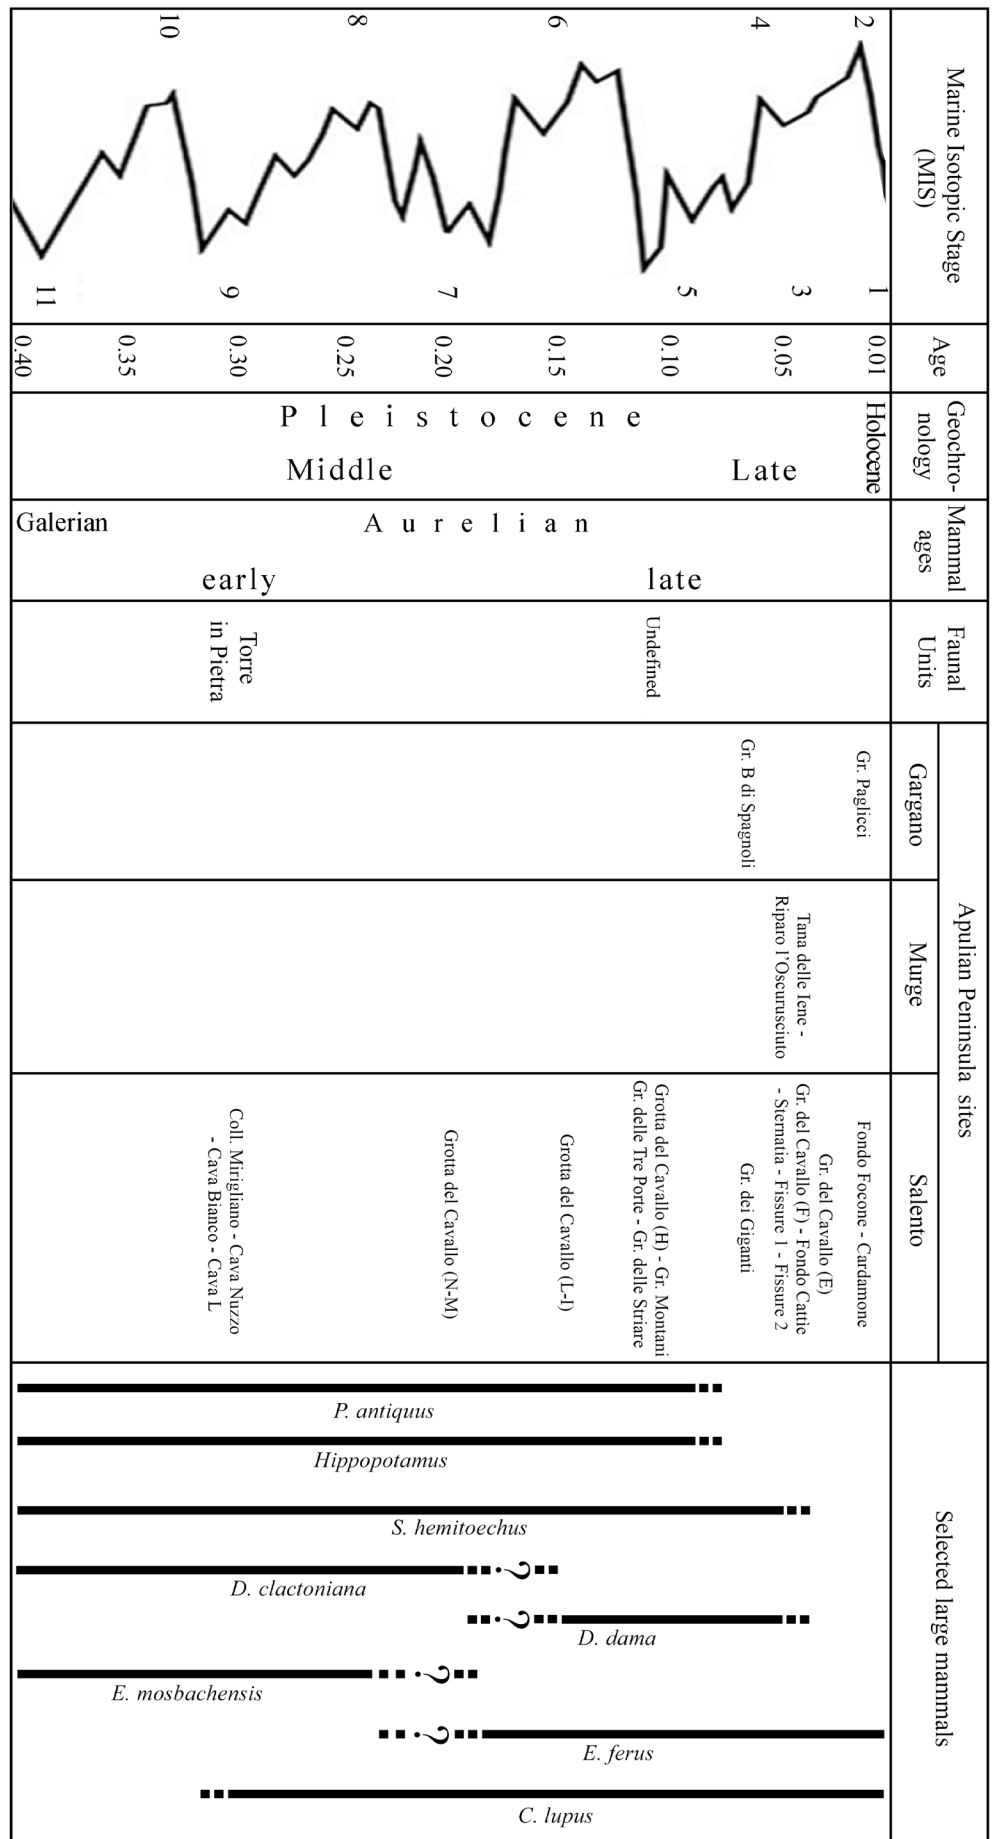 Marine Isotopic Stage
(MIS)
2
4
6
8
10
1
3
5
7
9
11
Age
0.01
0.05
0.10
0.15
0.20
0.25
0.30
0.35
0.40
Geochro-
nology
Holocene
Pleistocene
Late
Middle
Mammal
ages
Galerian
Aurelian
early
late
Faunal
Units
Undefined
Torre
in Pietra
Apulian Peninsula sites
Gargano
Gr. Paglicci
Gr. B di Spagnoli
Murge
Tana delle Iene -
Riparo l'Oscurusciuto
Salento
Fondo Focone - Cardamone
Gr. del Cavallo (E)
Gr. del Cavallo (F) - Fondo Cattie
- Sternatia - Fissure 1 - Fissure 2
Gr. dei Giganti
Grotta del Cavallo (H) - Gr. Montani
Gr. delle Tre Porte - Gr. delle Striare
Grotta del Cavallo (L-I)
Grotta del Cavallo (N-M)
Coll. Mirigliano - Cava Nuzzo
- Cava Bianco - Cava L
Selected large mammals
P. antiquus
Hippopotamus
S. hemitoechus
?
D. clactoniana
?
D. dama
?
E. mosbachensis
?
E. ferus
C. lupus